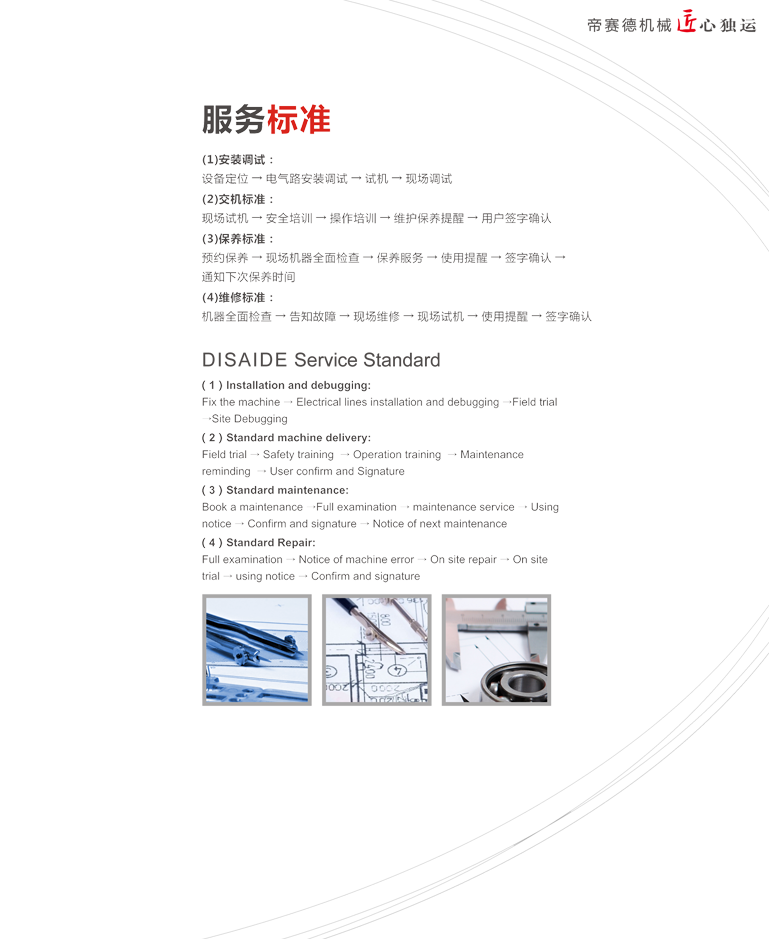 帝赛德机械 匠心独运
服务标准
(1)安装调试：
设备定位 → 电气路安装调试 → 试机 → 现场调试
(2)交机标准：
现场试机 → 安全培训 → 操作培训 → 维护保养提醒 → 用户签字确认
(3)保养标准：
预约保养 → 现场机器全面检查 → 保养服务 → 使用提醒 → 签字确认 →
通知下次保养时间
(4)维修标准：
机器全面检查 → 告知故障 → 现场维修 → 现场试机 → 使用提醒 → 签字确认
DISAIDE Service Standard
( 1 ) Installation and debugging:
Fix the machine → Electrical lines installation and debugging →Field trial
→Site Debugging
( 2 ) Standard machine delivery:
Field trial → Safety training → Operation training → Maintenance
reminding → User confirm and Signature
( 3 ) Standard maintenance:
Book a maintenance →Full examination → maintenance service → Using
notice → Confirm and signature → Notice of next maintenance
( 4 ) Standard Repair:
Full examination → Notice of machine error → On site repair → On site
trial → using notice → Confirm and signature